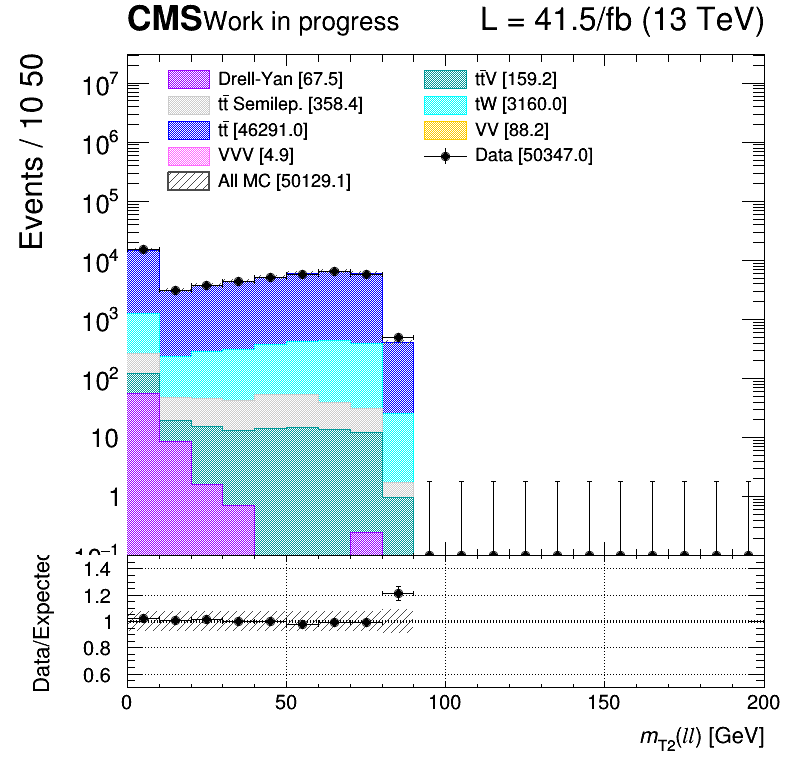 CMS Work in progress L = 41.5/fb (13 TeV)
Events / 10 50
10⁷
10⁶
10⁵
10⁴
10³
10²
10
1
10⁻¹
Drell-Yan [67.5]
tt̄ Semilep. [358.4]
tt̄ [46291.0]
VVV [4.9]
All MC [50129.1]
tt̄V [159.2]
tW [3160.0]
VV [88.2]
Data [50347.0]
Data/Expected
1.4
1.2
1
0.8
0.6
0 50 100 150 200
m_T2(ll) [GeV]